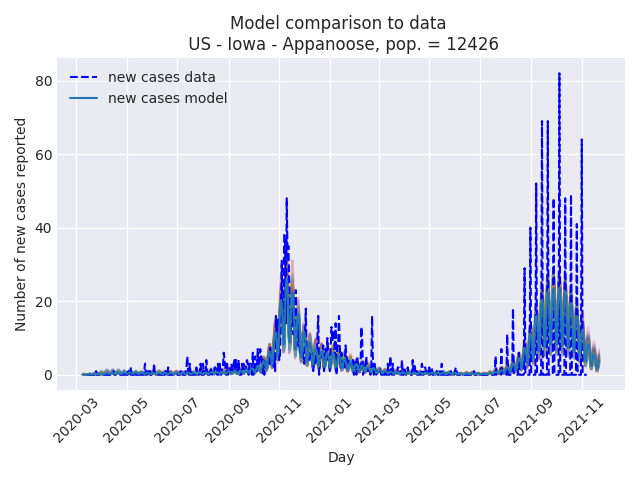 Model comparison to data
US - Iowa - Appanoose, pop. = 12426
new cases data
new cases model
Number of new cases reported
80
60
40
20
0
2020-03
2020-05
2020-07
2020-09
2020-11
2021-01
2021-03
2021-05
2021-07
2021-09
2021-11
Day